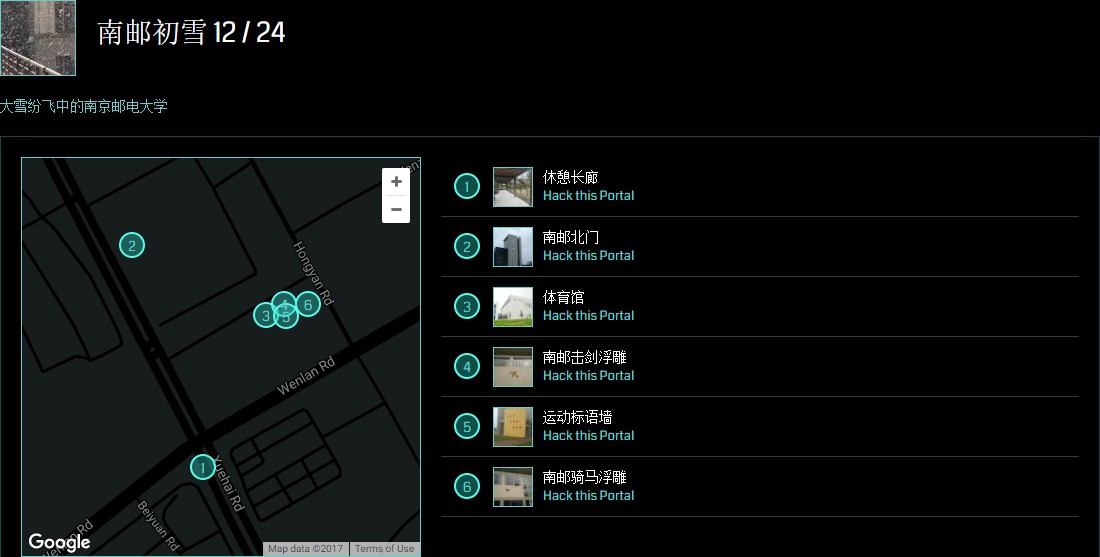 南邮初雪 12 / 24
大雪纷飞中的南京邮电大学
+
−
Hongyan Rd
Wenlan Rd
Yuehai Rd
Beiyuan Rd
Google
Map data ©2017
Terms of Use
2
3
4
5
6
1
1
休憩长廊
Hack this Portal
2
南邮北门
Hack this Portal
3
体育馆
Hack this Portal
4
南邮击剑浮雕
Hack this Portal
5
运动标语墙
Hack this Portal
6
南邮骑马浮雕
Hack this Portal